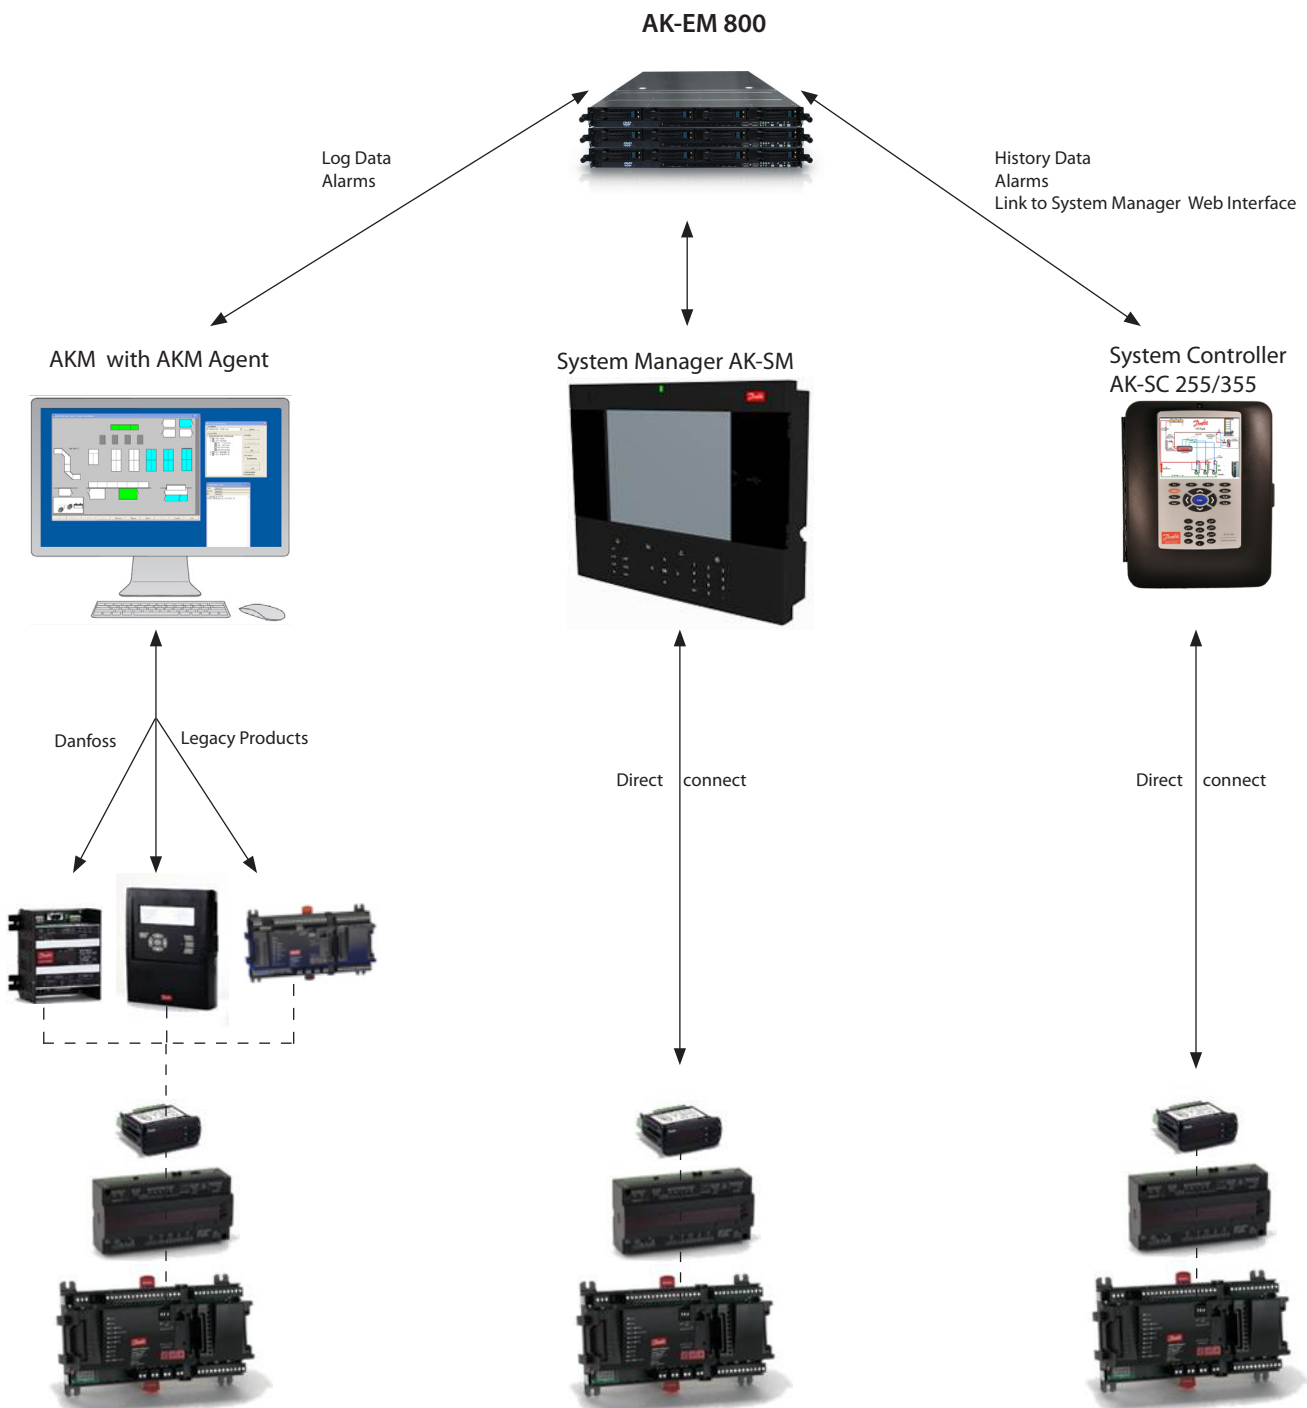 AK-EM 800
Log Data
Alarms
History Data
Alarms
Link to System Manager Web Interface
AKM with AKM Agent
System Manager AK-SM
System Controller
AK-SC 255/355
Danfoss
Legacy Products
Direct connect
Direct connect